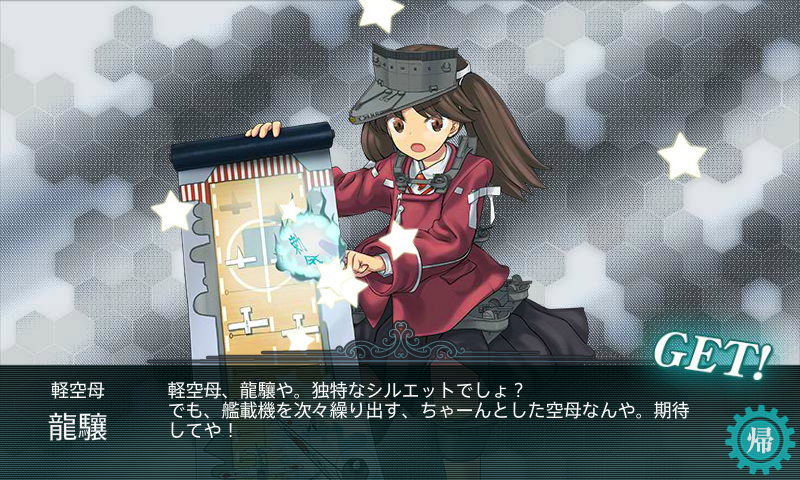 GET!
軽空母
龍驤
軽空母、龍驤や。独特なシルエットでしょ?
でも、艦載機を次々繰り出す、ちゃーんとした空母なんや。期待
してや!
帰